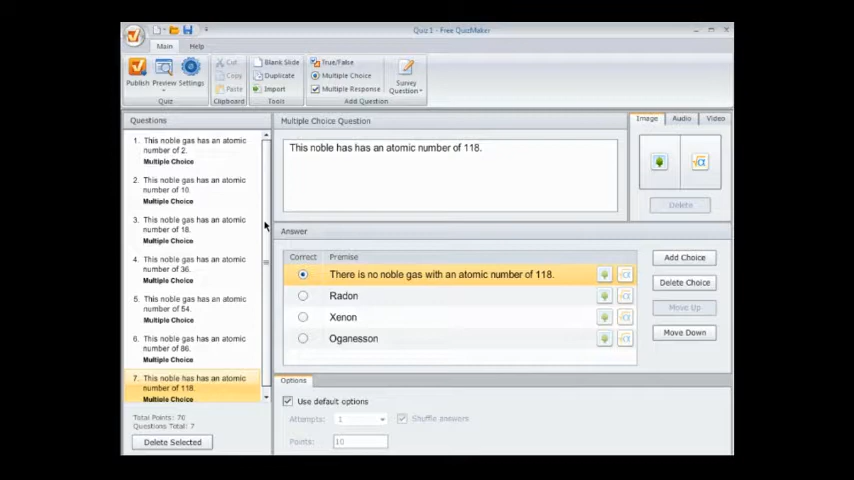 Quiz 1 - Free QuizMaker
Main
Help
Publish
Preview
Settings
Quiz
Cut
Copy
Paste
Clipboard
Blank Slide
Duplicate
Import
Tools
True/False
Multiple Choice
Multiple Response
Survey
Question
Add Question
Questions
1. This noble gas has an atomic
number of 2.
Multiple Choice
2. This noble gas has an atomic
number of 10.
Multiple Choice
3. This noble gas has an atomic
number of 18.
Multiple Choice
4. This noble gas has an atomic
number of 36.
Multiple Choice
5. This noble gas has an atomic
number of 54.
Multiple Choice
6. This noble gas has an atomic
number of 86.
Multiple Choice
7. This noble has has an atomic
number of 118.
Multiple Choice
Total Points: 70
Questions Total: 7
Delete Selected
Multiple Choice Question
This noble has has an atomic number of 118.
Image
Audio
Video
√α
Delete
Answer
Correct
Premise
There is no noble gas with an atomic number of 118.
Radon
Xenon
Oganesson
Add Choice
Delete Choice
Move Up
Move Down
Options
Use default options
Attempts:
1
Shuffle answers
Points:
10